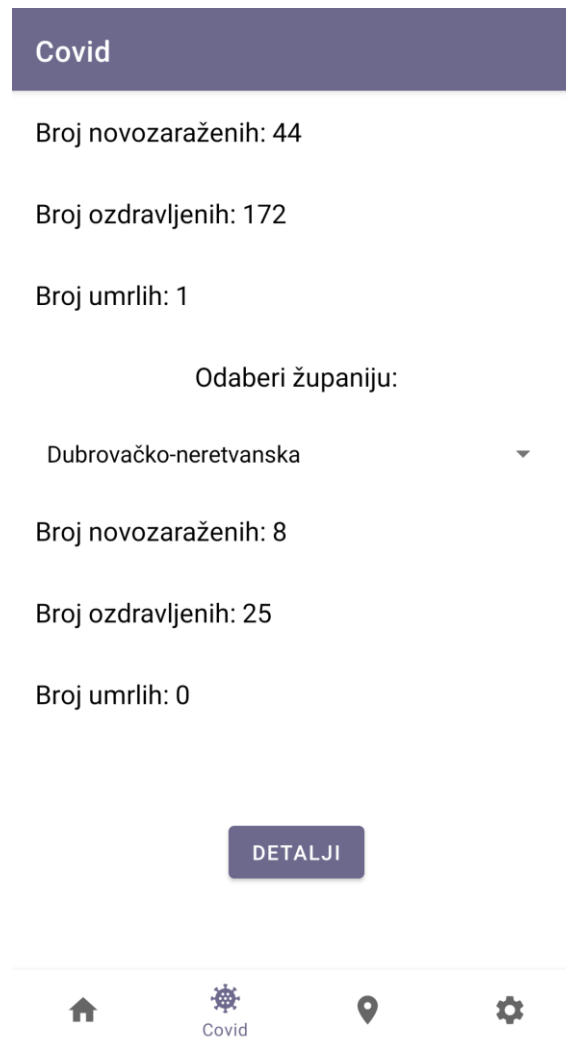 Covid
Broj novozaraženih: 44
Broj ozdravljenih: 172
Broj umrlih: 1
Odaberi županiju:
Dubrovačko-neretvanska
Broj novozaraženih: 8
Broj ozdravljenih: 25
Broj umrlih: 0
DETALJI
Covid